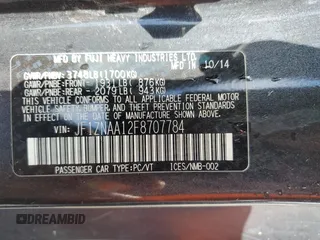 MFD BY FUJI HEAVY INDUSTRIES LTD. 10/14
GVWR/PNBV: 3748LB(1700KG)
GAWR/PNBE:FRONT - 1931LB( 876KG)
GAWR/PNBE:REAR - 2079LB( 943KG)
THIS VEHICLE CONFORMS TO ALL APPLICABLE FEDERAL MOTOR
VEHICLE SAFETY, BUMPER, AND THEFT PREVENTION STANDARDS
IN EFFECT ON THE DATE OF MANUFACTURE SHOWN ABOVE.
VIN: JF1ZNAA12F8707784
PASSENGER CAR TYPE:PC/VT ICES/NMB-002
DREAMBID